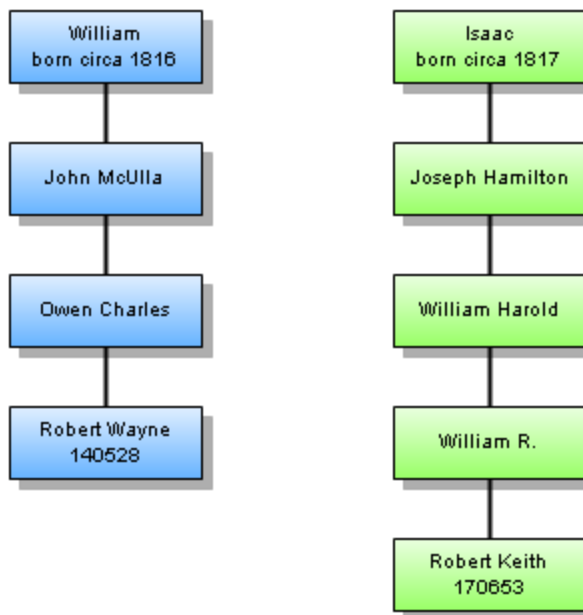 William
born circa 1816
John McUlla
Owen Charles
Robert Wayne
140528
Isaac
born circa 1817
Joseph Hamilton
William Harold
William R.
Robert Keith
170653